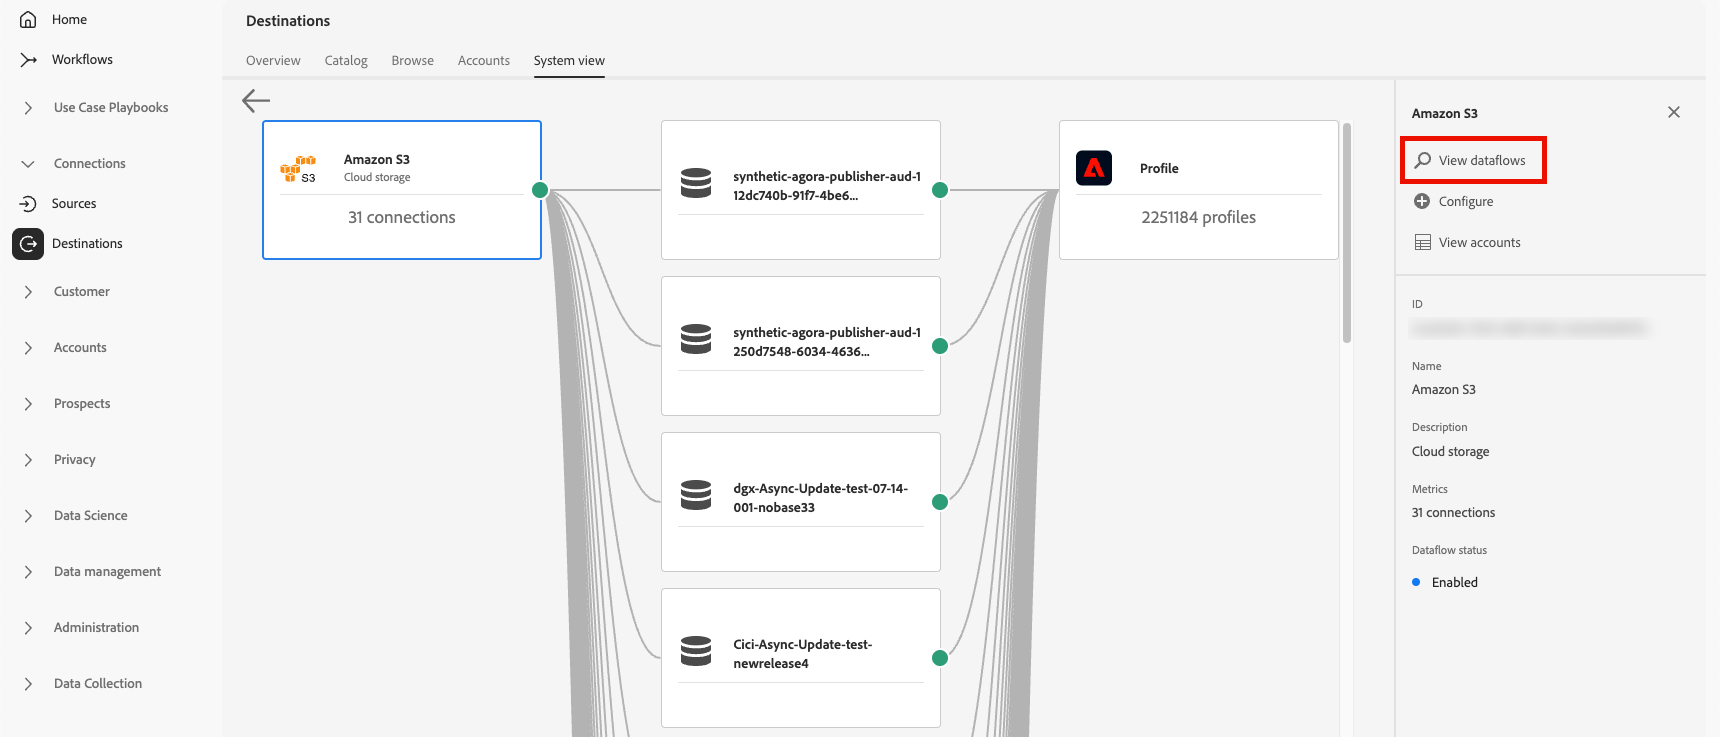 Home
Workflows
Use Case Playbooks
Connections
Sources
Destinations
Customer
Accounts
Prospects
Privacy
Data Science
Data management
Administration
Data Collection
Destinations
Overview
Catalog
Browse
Accounts
System view
Amazon S3
Cloud storage
S3
31 connections
synthetic-agora-publisher-aud-1
12dc740b-91f7-4be6...
synthetic-agora-publisher-aud-1
250d7548-6034-4636...
dgx-Async-Update-test-07-14-
001-nobase33
Cici-Async-Update-test-
newrelease4
Profile
2251184 profiles
Amazon S3
View dataflows
Configure
View accounts
ID
Name
Amazon S3
Description
Cloud storage
Metrics
31 connections
Dataflow status
Enabled